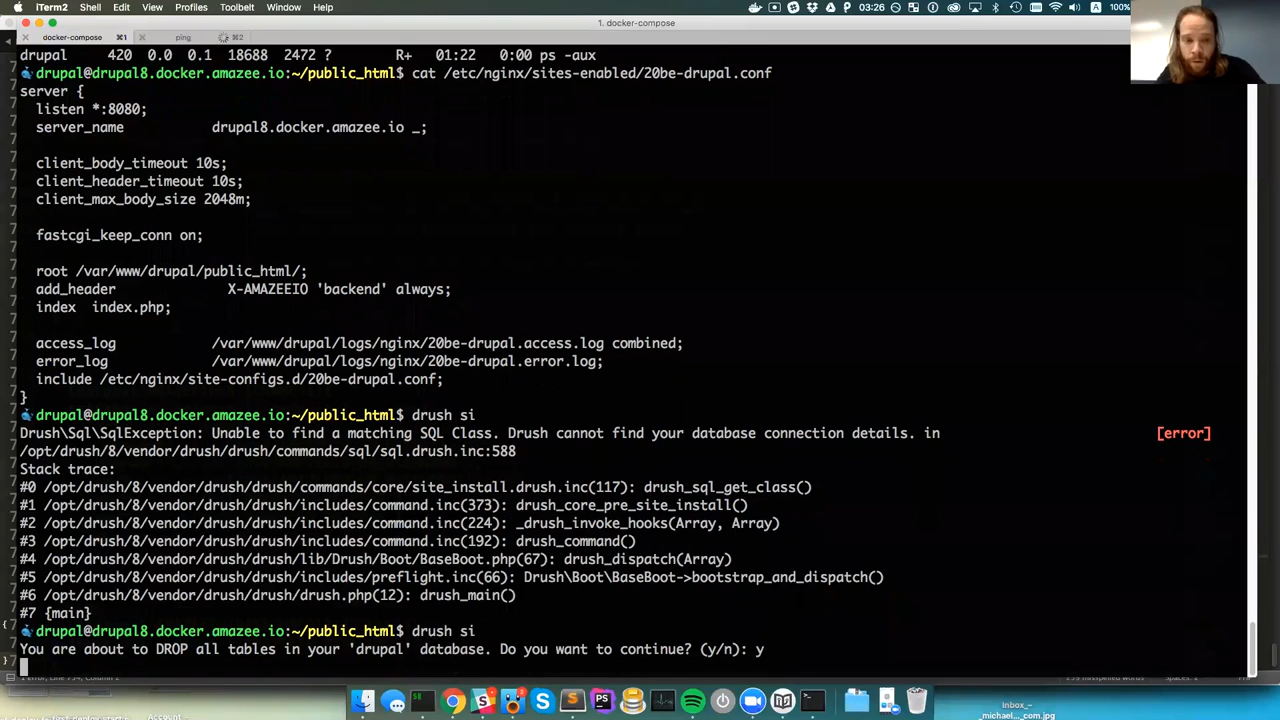 iTerm2 Shell Edit View Profiles Toolbelt Window Help 03:26 100%
1. docker-compose
docker-compose ⌘1 ping ⌘2
drupal 420 0.0 0.1 18688 2472 ? R+ 01:22 0:00 ps -aux
drupal@drupal8.docker.amazee.io:~/public_html$ cat /etc/nginx/sites-enabled/20be-drupal.conf
server {
listen *:8080;
server_name drupal8.docker.amazee.io _;
client_body_timeout 10s;
client_header_timeout 10s;
client_max_body_size 2048m;
fastcgi_keep_conn on;
root /var/www/drupal/public_html/;
add_header X-AMAZEEIO 'backend' always;
index index.php;
access_log /var/www/drupal/logs/nginx/20be-drupal.access.log combined;
error_log /var/www/drupal/logs/nginx/20be-drupal.error.log;
include /etc/nginx/site-configs.d/20be-drupal.conf;
}
drupal@drupal8.docker.amazee.io:~/public_html$ drush si
Drush\Sql\SqlException: Unable to find a matching SQL Class. Drush cannot find your database connection details. in [error]
/opt/drush/8/vendor/drush/drush/commands/sql/sql.drush.inc:588
Stack trace:
#0 /opt/drush/8/vendor/drush/drush/commands/core/site_install.drush.inc(117): drush_sql_get_class()
#1 /opt/drush/8/vendor/drush/drush/includes/command.inc(373): drush_core_pre_site_install()
#2 /opt/drush/8/vendor/drush/drush/includes/command.inc(224): _drush_invoke_hooks(Array, Array)
#3 /opt/drush/8/vendor/drush/drush/includes/command.inc(192): drush_command()
#4 /opt/drush/8/vendor/drush/drush/lib/Drush/Boot/BaseBoot.php(67): drush_dispatch(Array)
#5 /opt/drush/8/vendor/drush/drush/includes/preflight.inc(66): Drush\Boot\BaseBoot->bootstrap_and_dispatch()
#6 /opt/drush/8/vendor/drush/drush/drush.php(12): drush_main()
#7 {main}
drupal@drupal8.docker.amazee.io:~/public_html$ drush si
You are about to DROP all tables in your 'drupal' database. Do you want to continue? (y/n): y
Inbox_–
_michael..._com.jpg